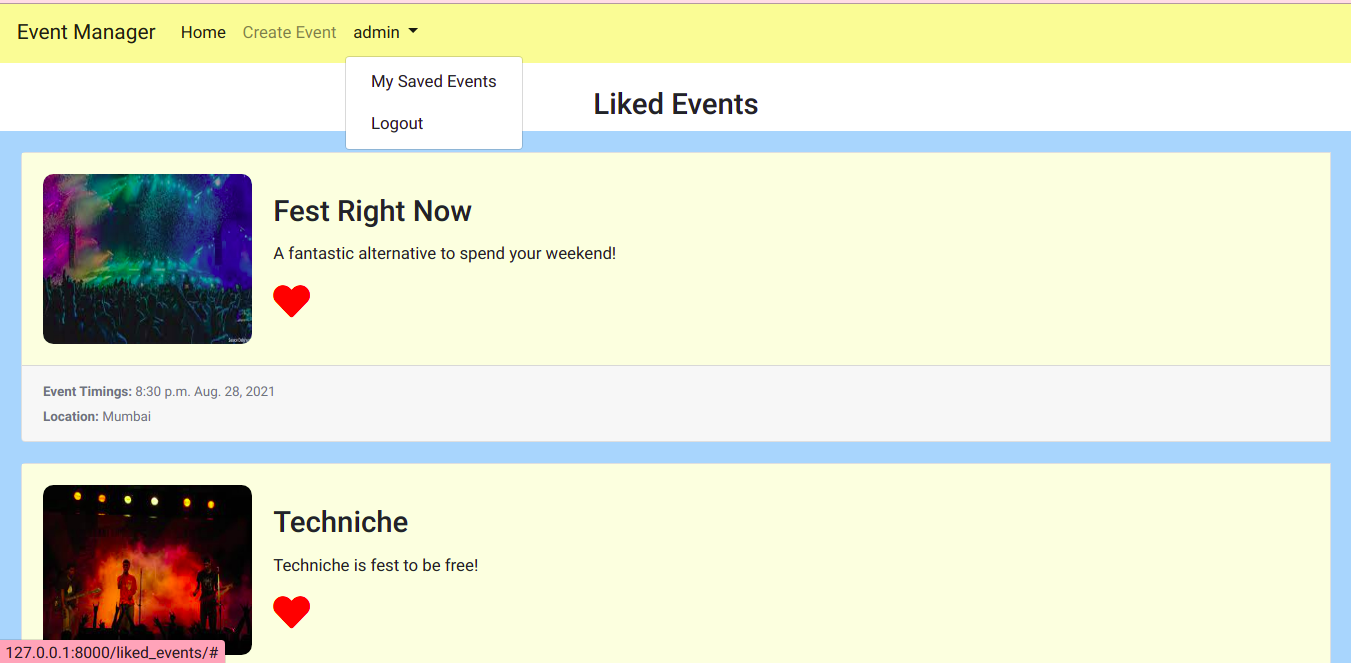 Event Manager Home Create Event admin
My Saved Events
Logout
Liked Events
Fest Right Now
A fantastic alternative to spend your weekend!
Event Timings: 8:30 p.m. Aug. 28, 2021
Location: Mumbai
Techniche
Techniche is fest to be free!
127.0.0.1:8000/liked_events/#